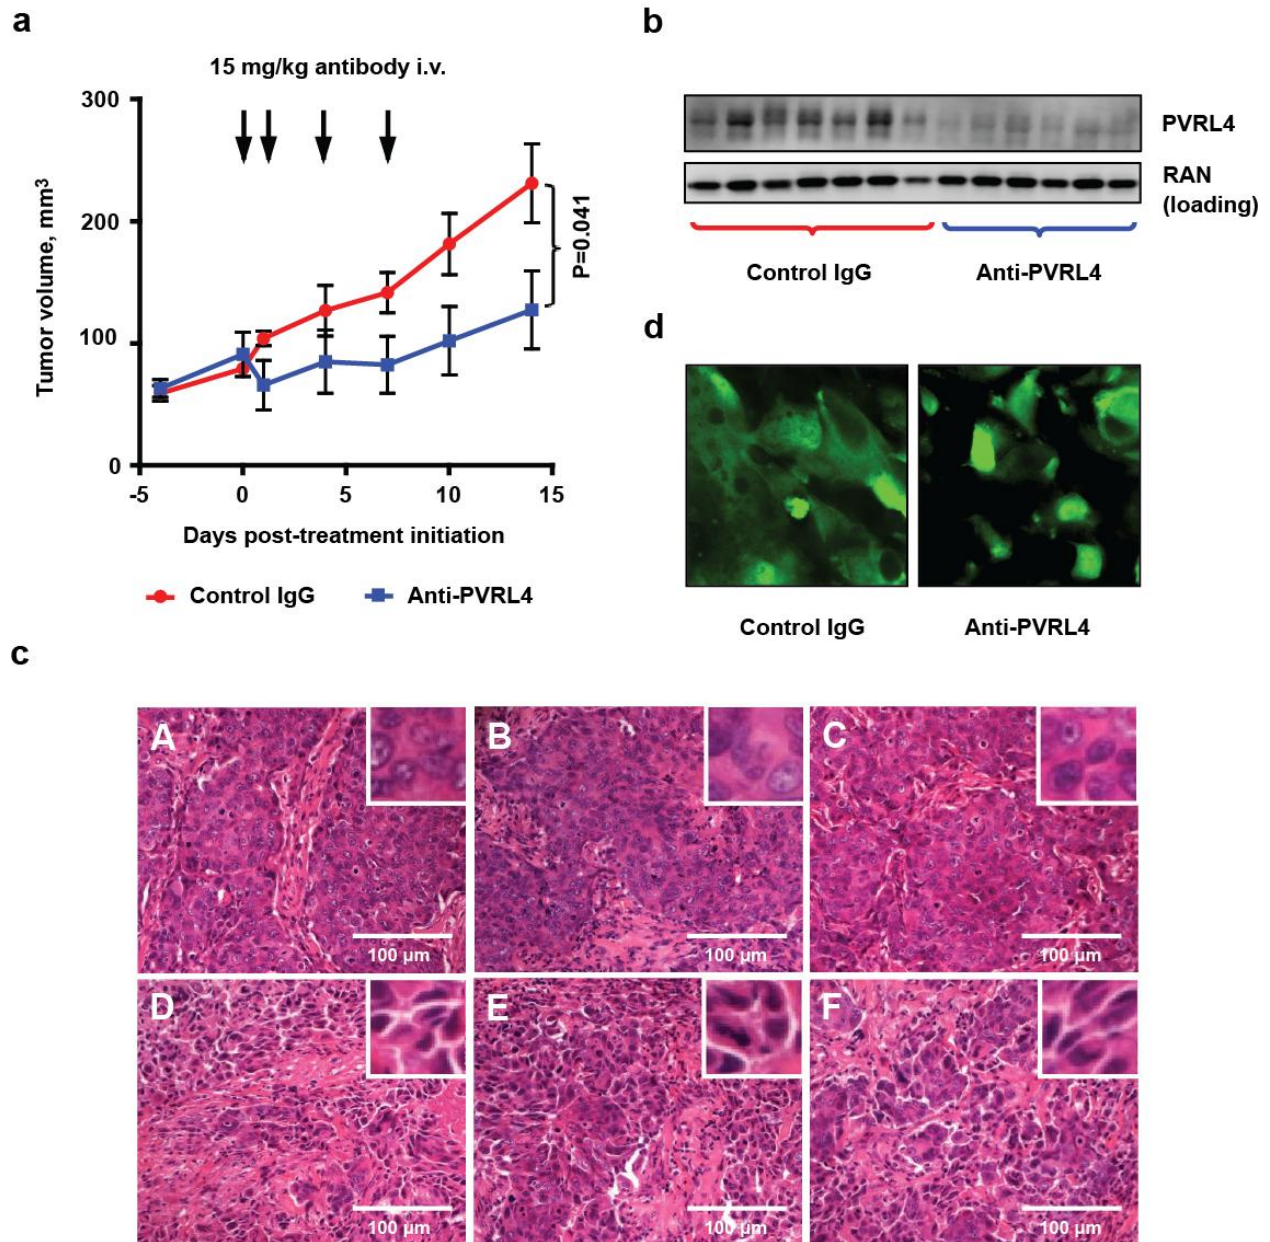 a
15 mg/kg antibody i.v.
300
200
100
0
-5
0
5
10
15
Tumor volume, mm³
Days post-treatment initiation
P=0.041
Control IgG
Anti-PVRL4
b
PVRL4
RAN
(loading)
Control IgG
Anti-PVRL4
d
Control IgG
Anti-PVRL4
c
A
100 µm
B
100 µm
C
100 µm
D
100 µm
E
100 µm
F
100 µm